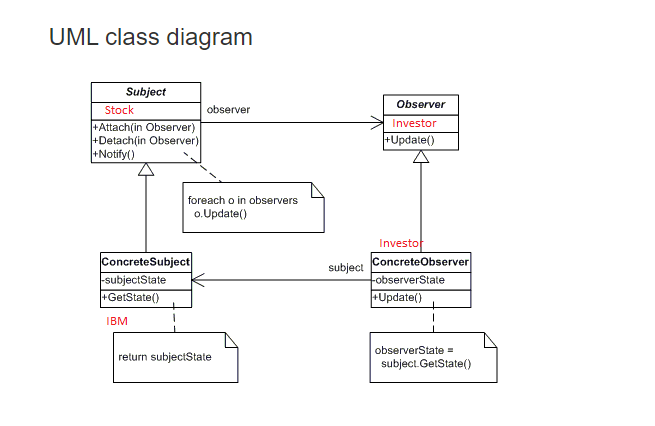 UML class diagram
Subject
Stock
+Attach(in Observer)
+Detach(in Observer)
+Notify()
observer
Observer
Investor
+Update()
foreach o in observers
o.Update()
ConcreteSubject
-subjectState
+GetState()
IBM
subject
Investor
ConcreteObserver
-observerState
+Update()
return subjectState
observerState =
subject.GetState()